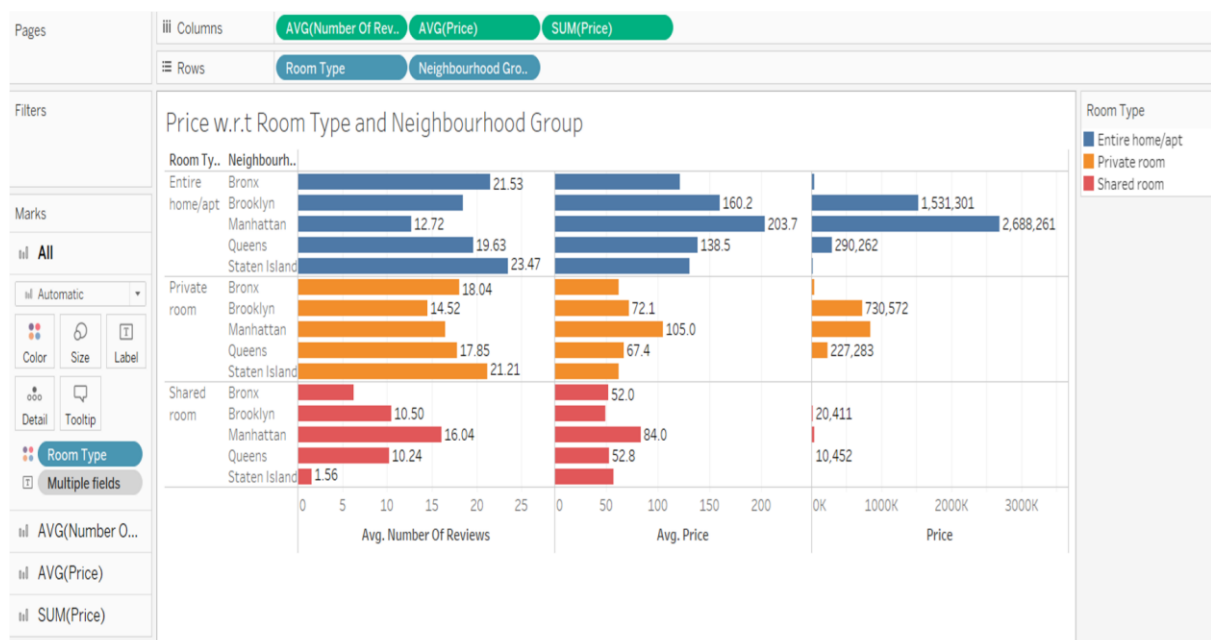 Pages
iii Columns
AVG(Number Of Rev..
AVG(Price)
SUM(Price)
Rows
Room Type
Neighbourhood Gro..
Filters
Marks
All
Automatic
Color
Size
Label
Detail
Tooltip
Room Type
Multiple fields
AVG(Number O...
AVG(Price)
SUM(Price)
Price w.r.t Room Type and Neighbourhood Group
Room Ty.. Neighbourh..
Entire home/apt
Bronx 21.53
Brooklyn 160.2 1,531,301
Manhattan 12.72 203.7 2,688,261
Queens 19.63 138.5 290,262
Staten Island 23.47
Private room
Bronx 18.04
Brooklyn 14.52 72.1 730,572
Manhattan 105.0
Queens 17.85 67.4 227,283
Staten Island 21.21
Shared room
Bronx 52.0
Brooklyn 10.50 20,411
Manhattan 16.04 84.0
Queens 10.24 52.8 10,452
Staten Island 1.56
0 5 10 15 20 25 0 50 100 150 200 0K 1000K 2000K 3000K
Avg. Number Of Reviews Avg. Price Price
Room Type
Entire home/apt
Private room
Shared room